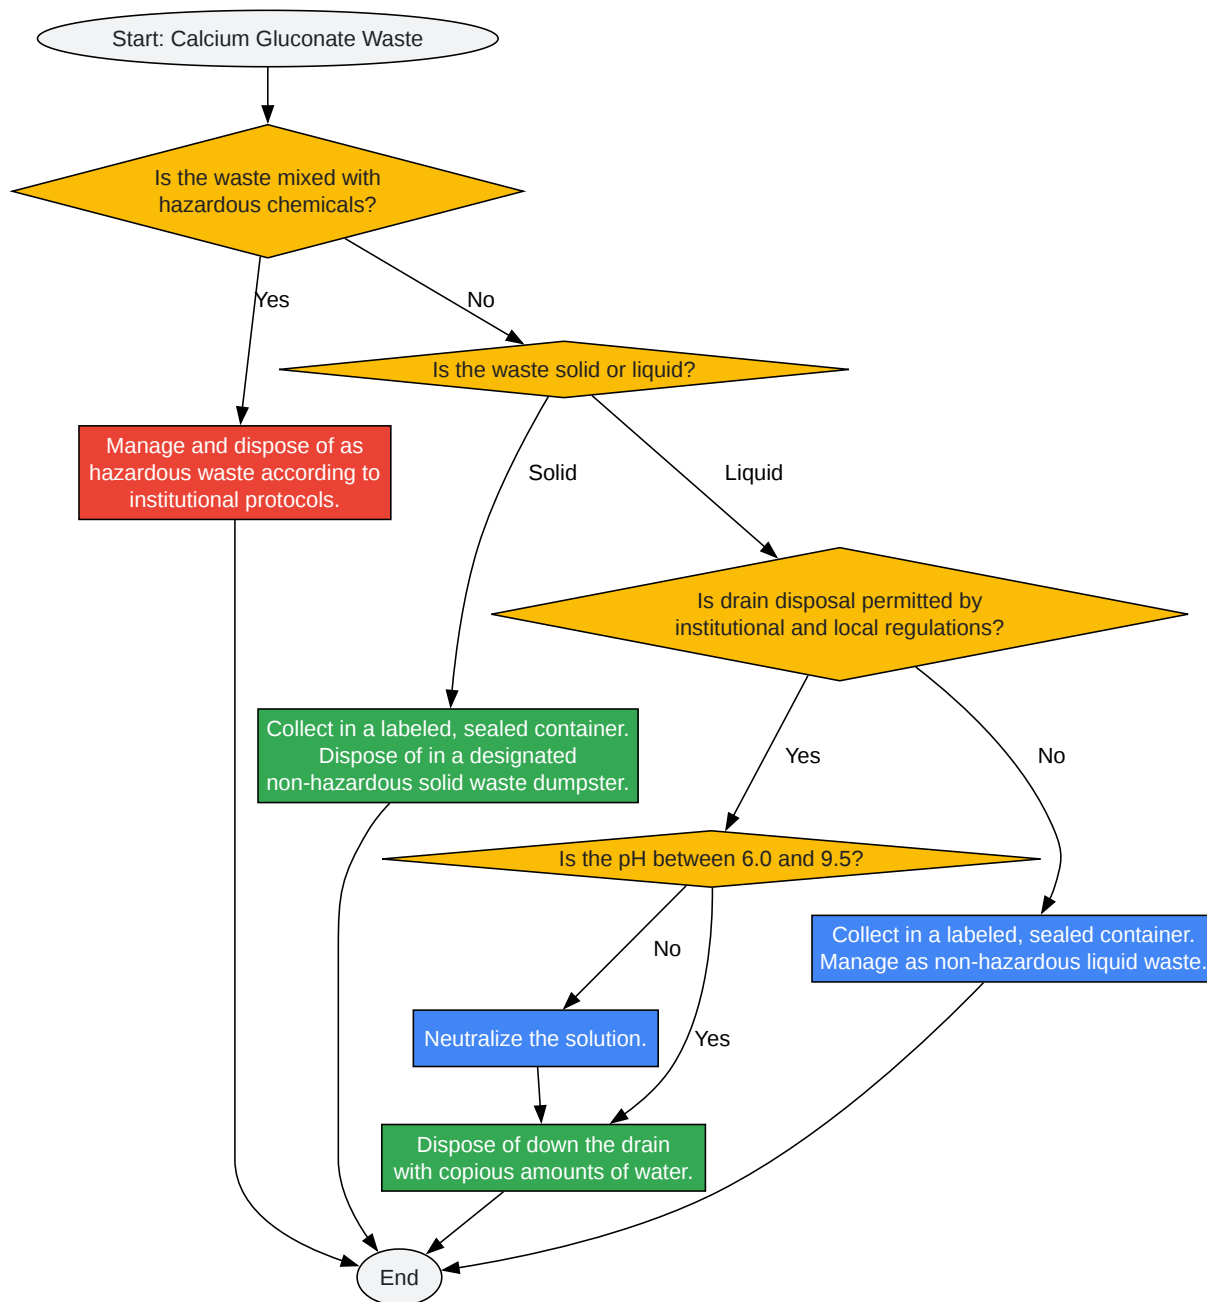 Start: Calcium Gluconate Waste
Is the waste mixed with
hazardous chemicals?
Yes
No
Is the waste solid or liquid?
Manage and dispose of as
hazardous waste according to
institutional protocols.
Solid
Liquid
Is drain disposal permitted by
institutional and local regulations?
Collect in a labeled, sealed container.
Dispose of in a designated
non-hazardous solid waste dumpster.
Yes
No
Is the pH between 6.0 and 9.5?
Collect in a labeled, sealed container.
Manage as non-hazardous liquid waste.
No
Neutralize the solution.
Yes
Dispose of down the drain
with copious amounts of water.
End